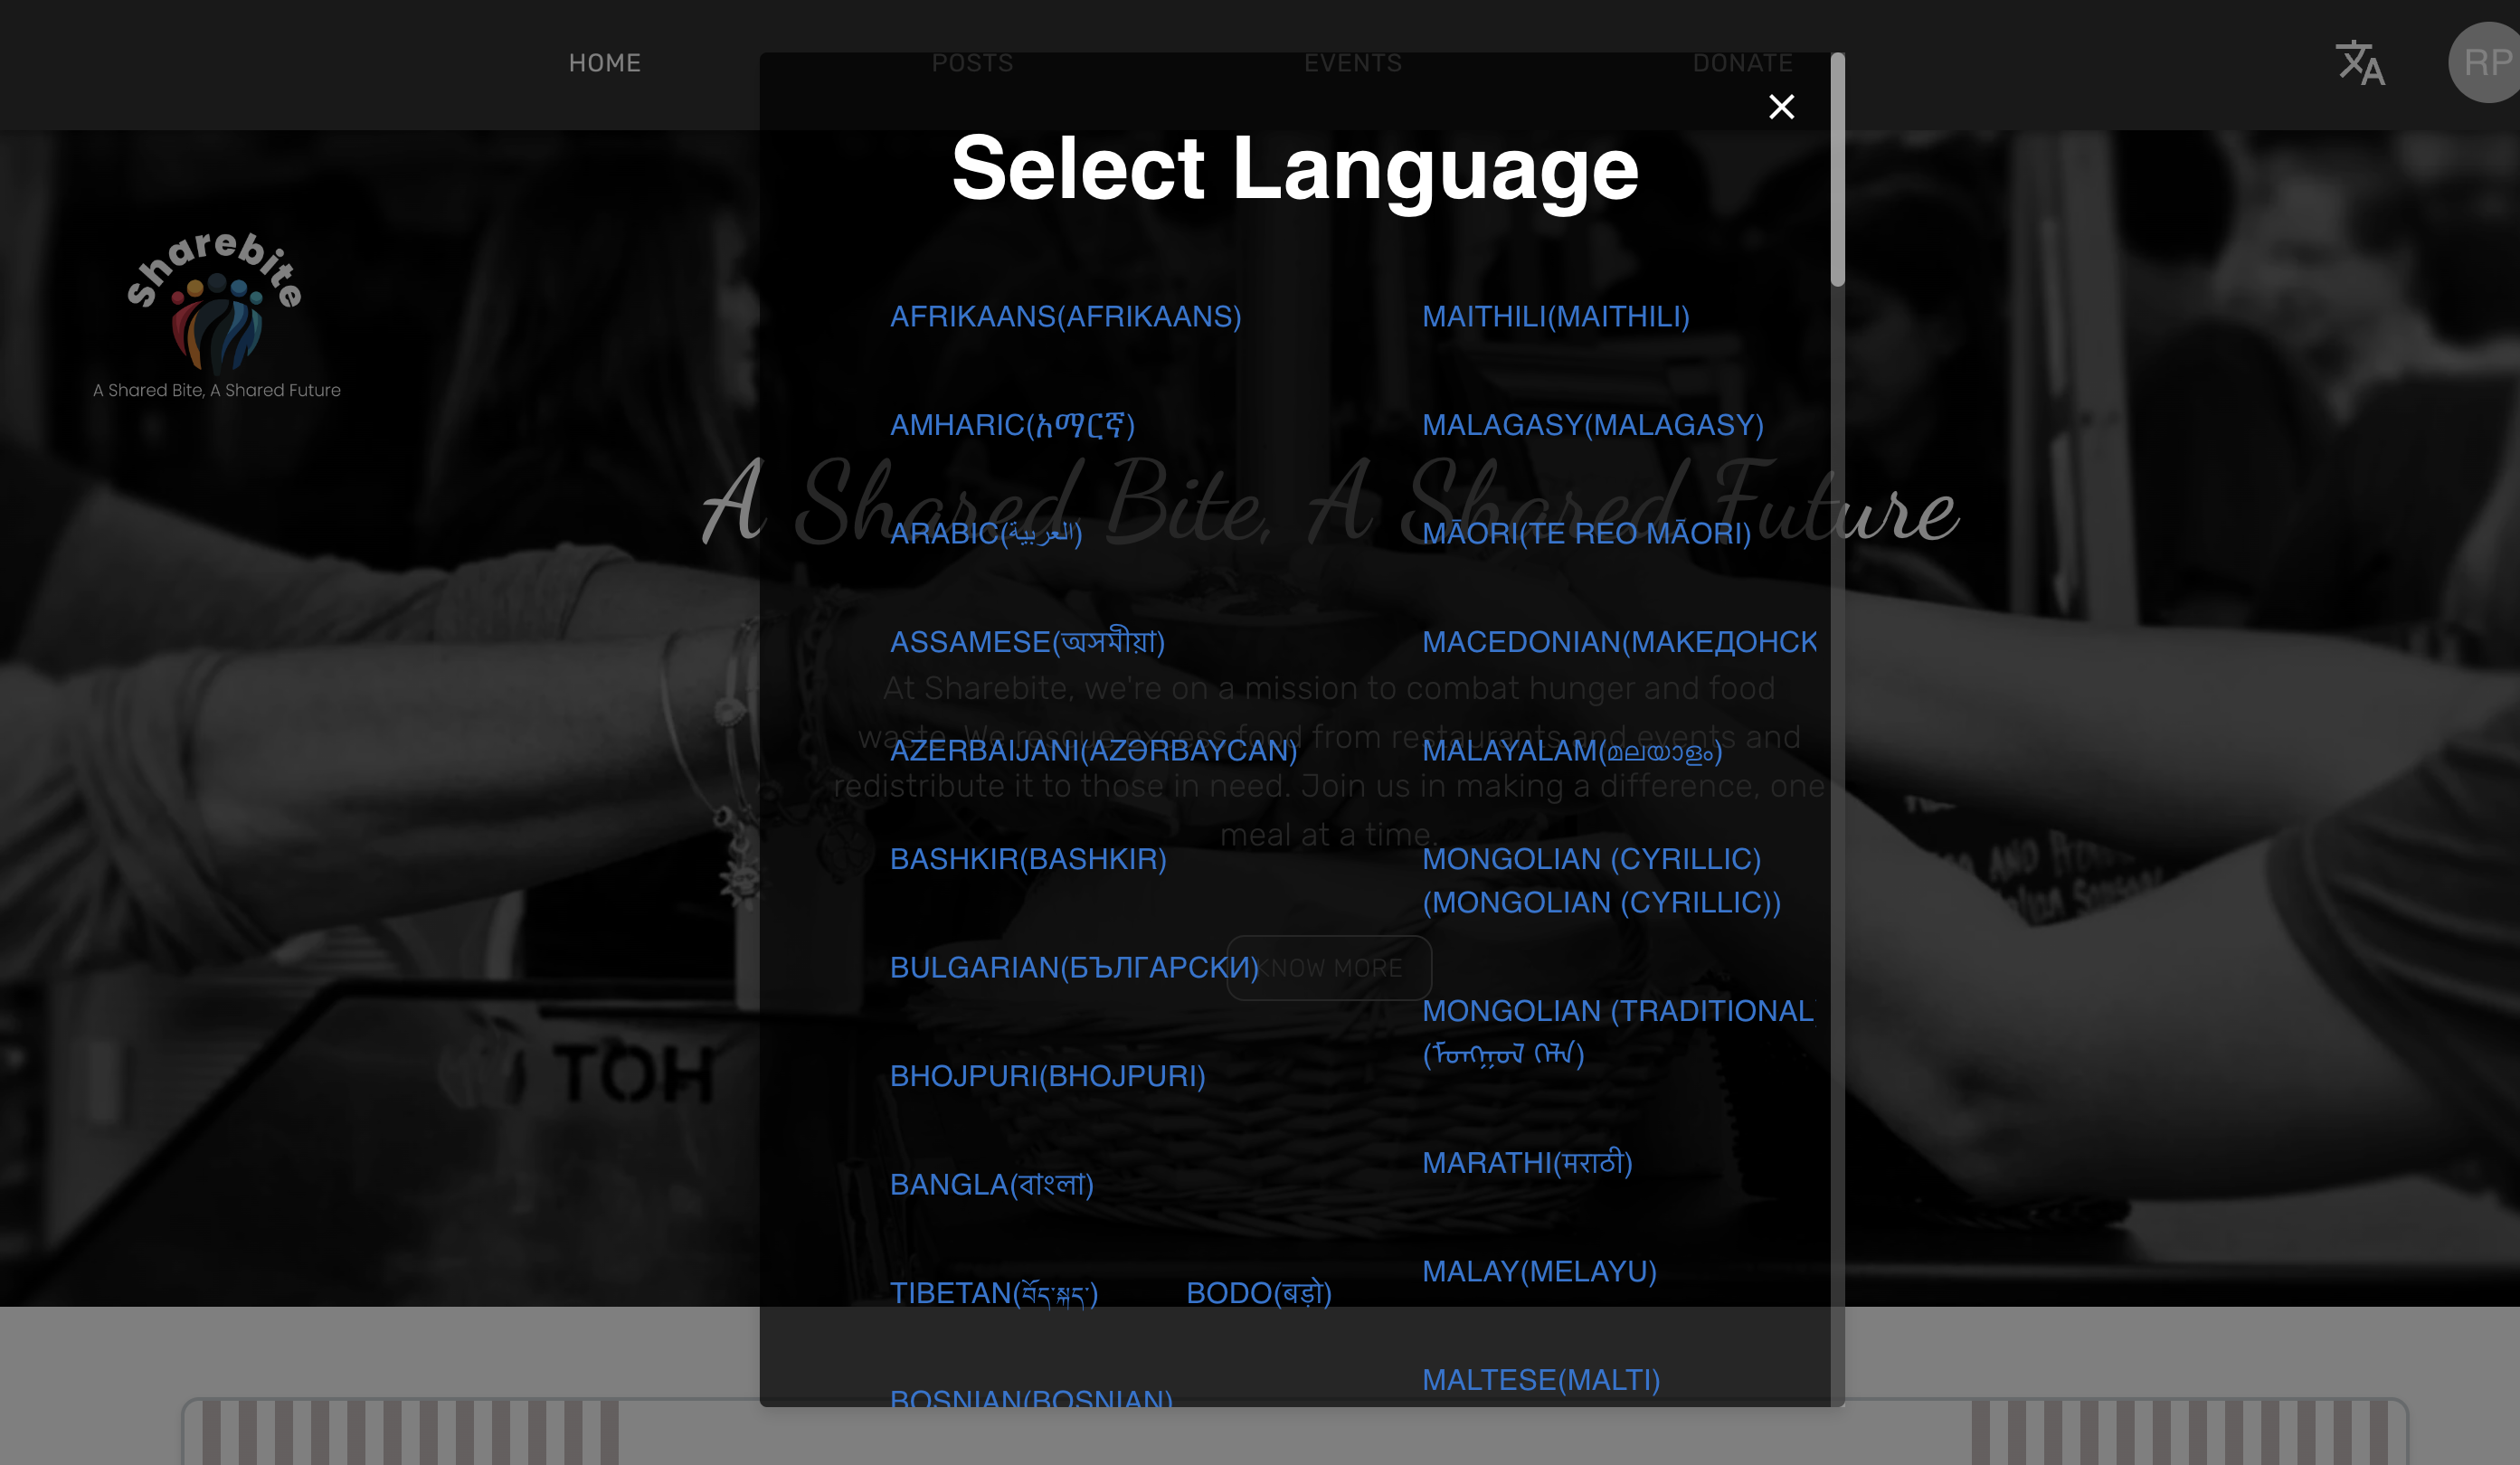 HOME
POSTS
EVENTS
DONATE
RP
Select Language
Sharebite
A Shared Bite, A Shared Future
A Shared Bite, A Shared Future
AFRIKAANS(AFRIKAANS)
AMHARIC(አማርኛ)
ARABIC(العربية)
ASSAMESE(অসমীয়া)
AZERBAIJANI(AZƏRBAYCAN)
BASHKIR(BASHKIR)
BULGARIAN(БЪЛГАРСКИ)
BHOJPURI(BHOJPURI)
BANGLA(বাংলা)
TIBETAN(བོད་སྐད་)
BODO(बड़ो)
BOSNIAN(BOSNIAN)
MAITHILI(MAITHILI)
MALAGASY(MALAGASY)
MĀORI(TE REO MĀORI)
MACEDONIAN(МАКЕДОНСК
MALAYALAM(മലയാളം)
MONGOLIAN (CYRILLIC)
(MONGOLIAN (CYRILLIC))
MONGOLIAN (TRADITIONAL)
(ᠮᠣᠩᠭᠣᠯ ᠬᠡᠯᠡ)
MARATHI(मराठी)
MALAY(MELAYU)
MALTESE(MALTI)
At Sharebite, we're on a mission to combat hunger and food
waste. We rescue excess food from restaurants and events and
redistribute it to those in need. Join us in making a difference, one
meal at a time.
KNOW MORE
TOH